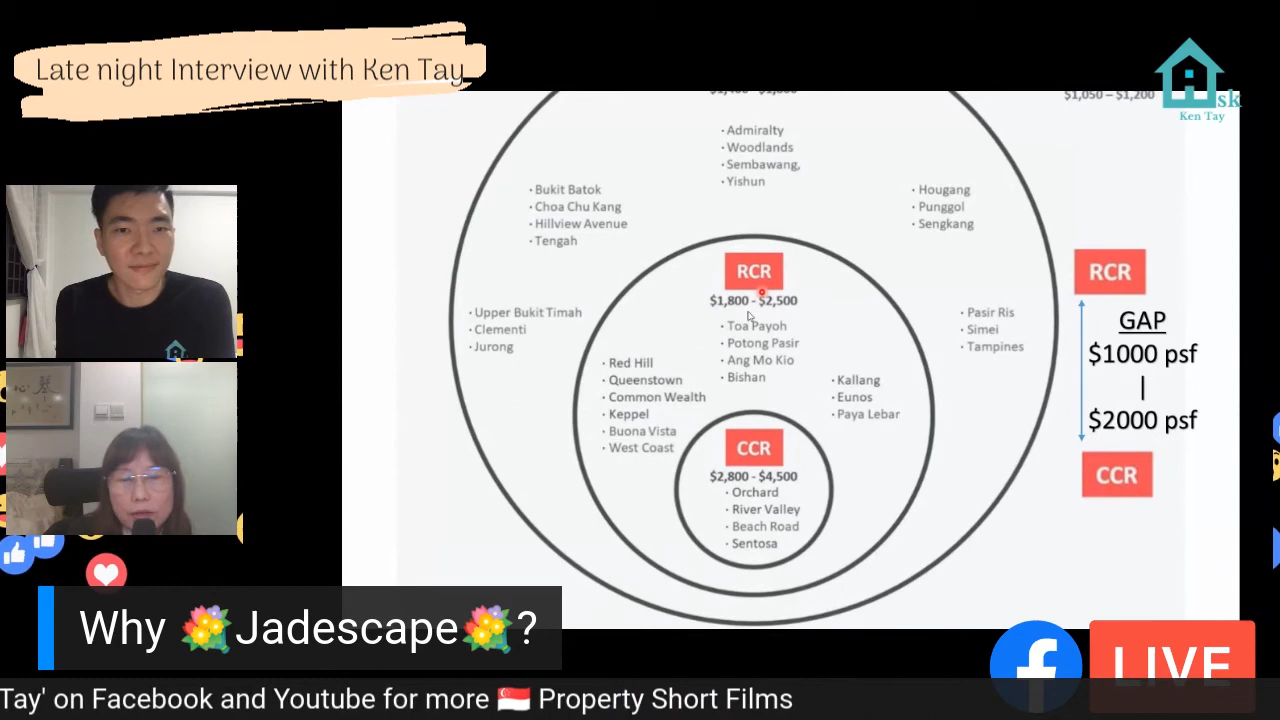 Late night Interview with Ken Tay
sk
Ken Tay
$1,050 – $1,200
· Admiralty
· Woodlands
· Sembawang,
· Yishun
· Bukit Batok
· Choa Chu Kang
· Hillview Avenue
· Tengah
· Hougang
· Punggol
· Sengkang
· Upper Bukit Timah
· Clementi
· Jurong
· Pasir Ris
· Simei
· Tampines
RCR
$1,800 - $2,500
· Toa Payoh
· Potong Pasir
· Ang Mo Kio
· Bishan
· Red Hill
· Queenstown
· Common Wealth
· Keppel
· Buona Vista
· West Coast
· Kallang
· Eunos
· Paya Lebar
CCR
$2,800 - $4,500
· Orchard
· River Valley
· Beach Road
· Sentosa
RCR
GAP
$1000 psf
|
$2000 psf
CCR
Why 💐Jadescape💐?
LIVE
Tay' on Facebook and Youtube for more 🇸🇬 Property Short Films